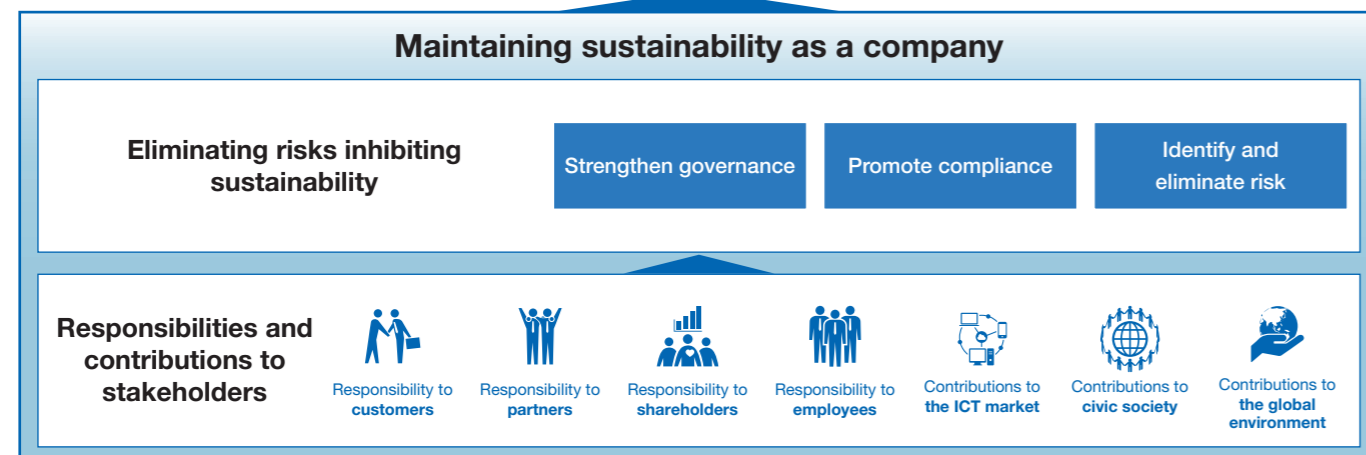 Maintaining sustainability as a company
Eliminating risks inhibiting
sustainability
Strengthen governance
Promote compliance
Identify and
eliminate risk
Responsibilities and
contributions to
stakeholders
Responsibility to
customers
Responsibility to
partners
Responsibility to
shareholders
Responsibility to
employees
Contributions to
the ICT market
Contributions to
civic society
Contributions to
the global
environment